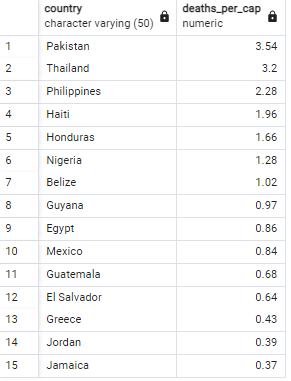 country deaths_per_cap
character varying (50) numeric
1 Pakistan 3.54
2 Thailand 3.2
3 Philippines 2.28
4 Haiti 1.96
5 Honduras 1.66
6 Nigeria 1.28
7 Belize 1.02
8 Guyana 0.97
9 Egypt 0.86
10 Mexico 0.84
11 Guatemala 0.68
12 El Salvador 0.64
13 Greece 0.43
14 Jordan 0.39
15 Jamaica 0.37